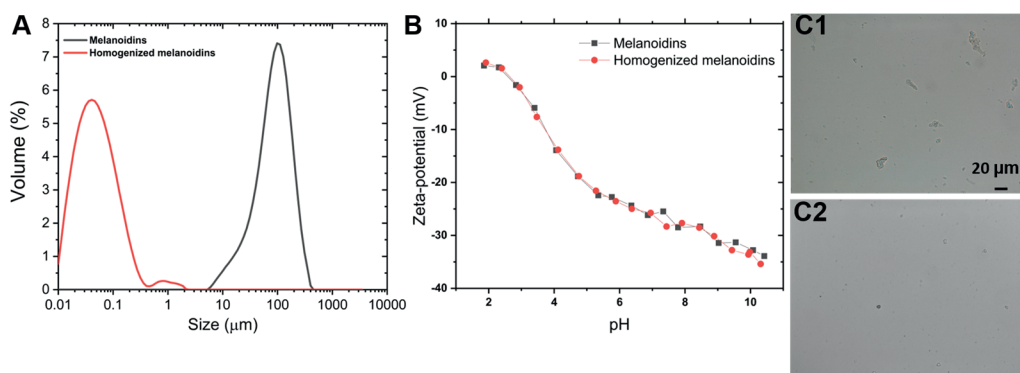 A
Melanoidins
Homogenized melanoidins
Volume (%)
8
7
6
5
4
3
2
1
0
0.01 0.1 1 10 100 1000 10000
Size (μm)
B
Melanoidins
Homogenized melanoidins
Zeta-potential (mV)
10
0
-10
-20
-30
-40
2 4 6 8 10
pH
C1
20 μm
C2